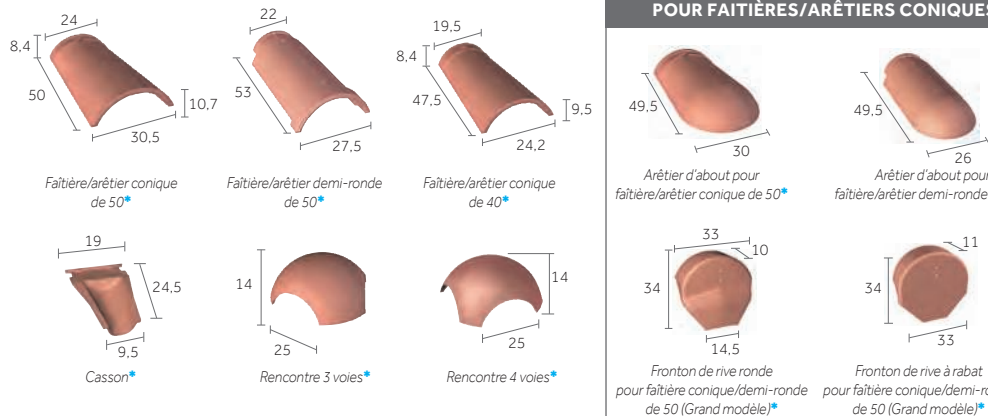 24
8,4
50
10,7
30,5
Faîtière/arêtier conique
de 50*
22
53
27,5
Faîtière/arêtier demi-ronde
de 50*
19,5
8,4
47,5
9,5
24,2
Faîtière/arêtier conique
de 40*
19
24,5
9,5
Casson*
14
25
Rencontre 3 voies*
14
25
Rencontre 4 voies*
POUR FAITIÈRES/ARÊTIERS CONIQUES
49,5
30
Arêtier d'about pour
faîtière/arêtier conique de 50*
49,5
26
Arêtier d'about pour
faîtière/arêtier demi-ronde
33
10
34
14,5
Fronton de rive ronde
pour faîtière conique/demi-ronde
de 50 (Grand modèle)*
11
34
33
Fronton de rive à rabat
pour faîtière conique/demi-ro
de 50 (Grand modèle)*